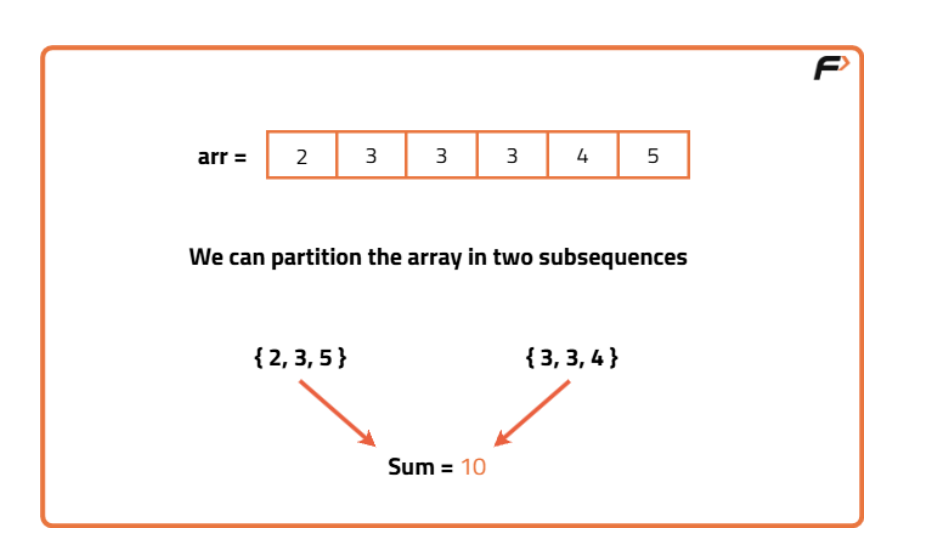 arr = 2 3 3 3 4 5
We can partition the array in two subsequences
{ 2, 3, 5 } { 3, 3, 4 }
Sum = 10